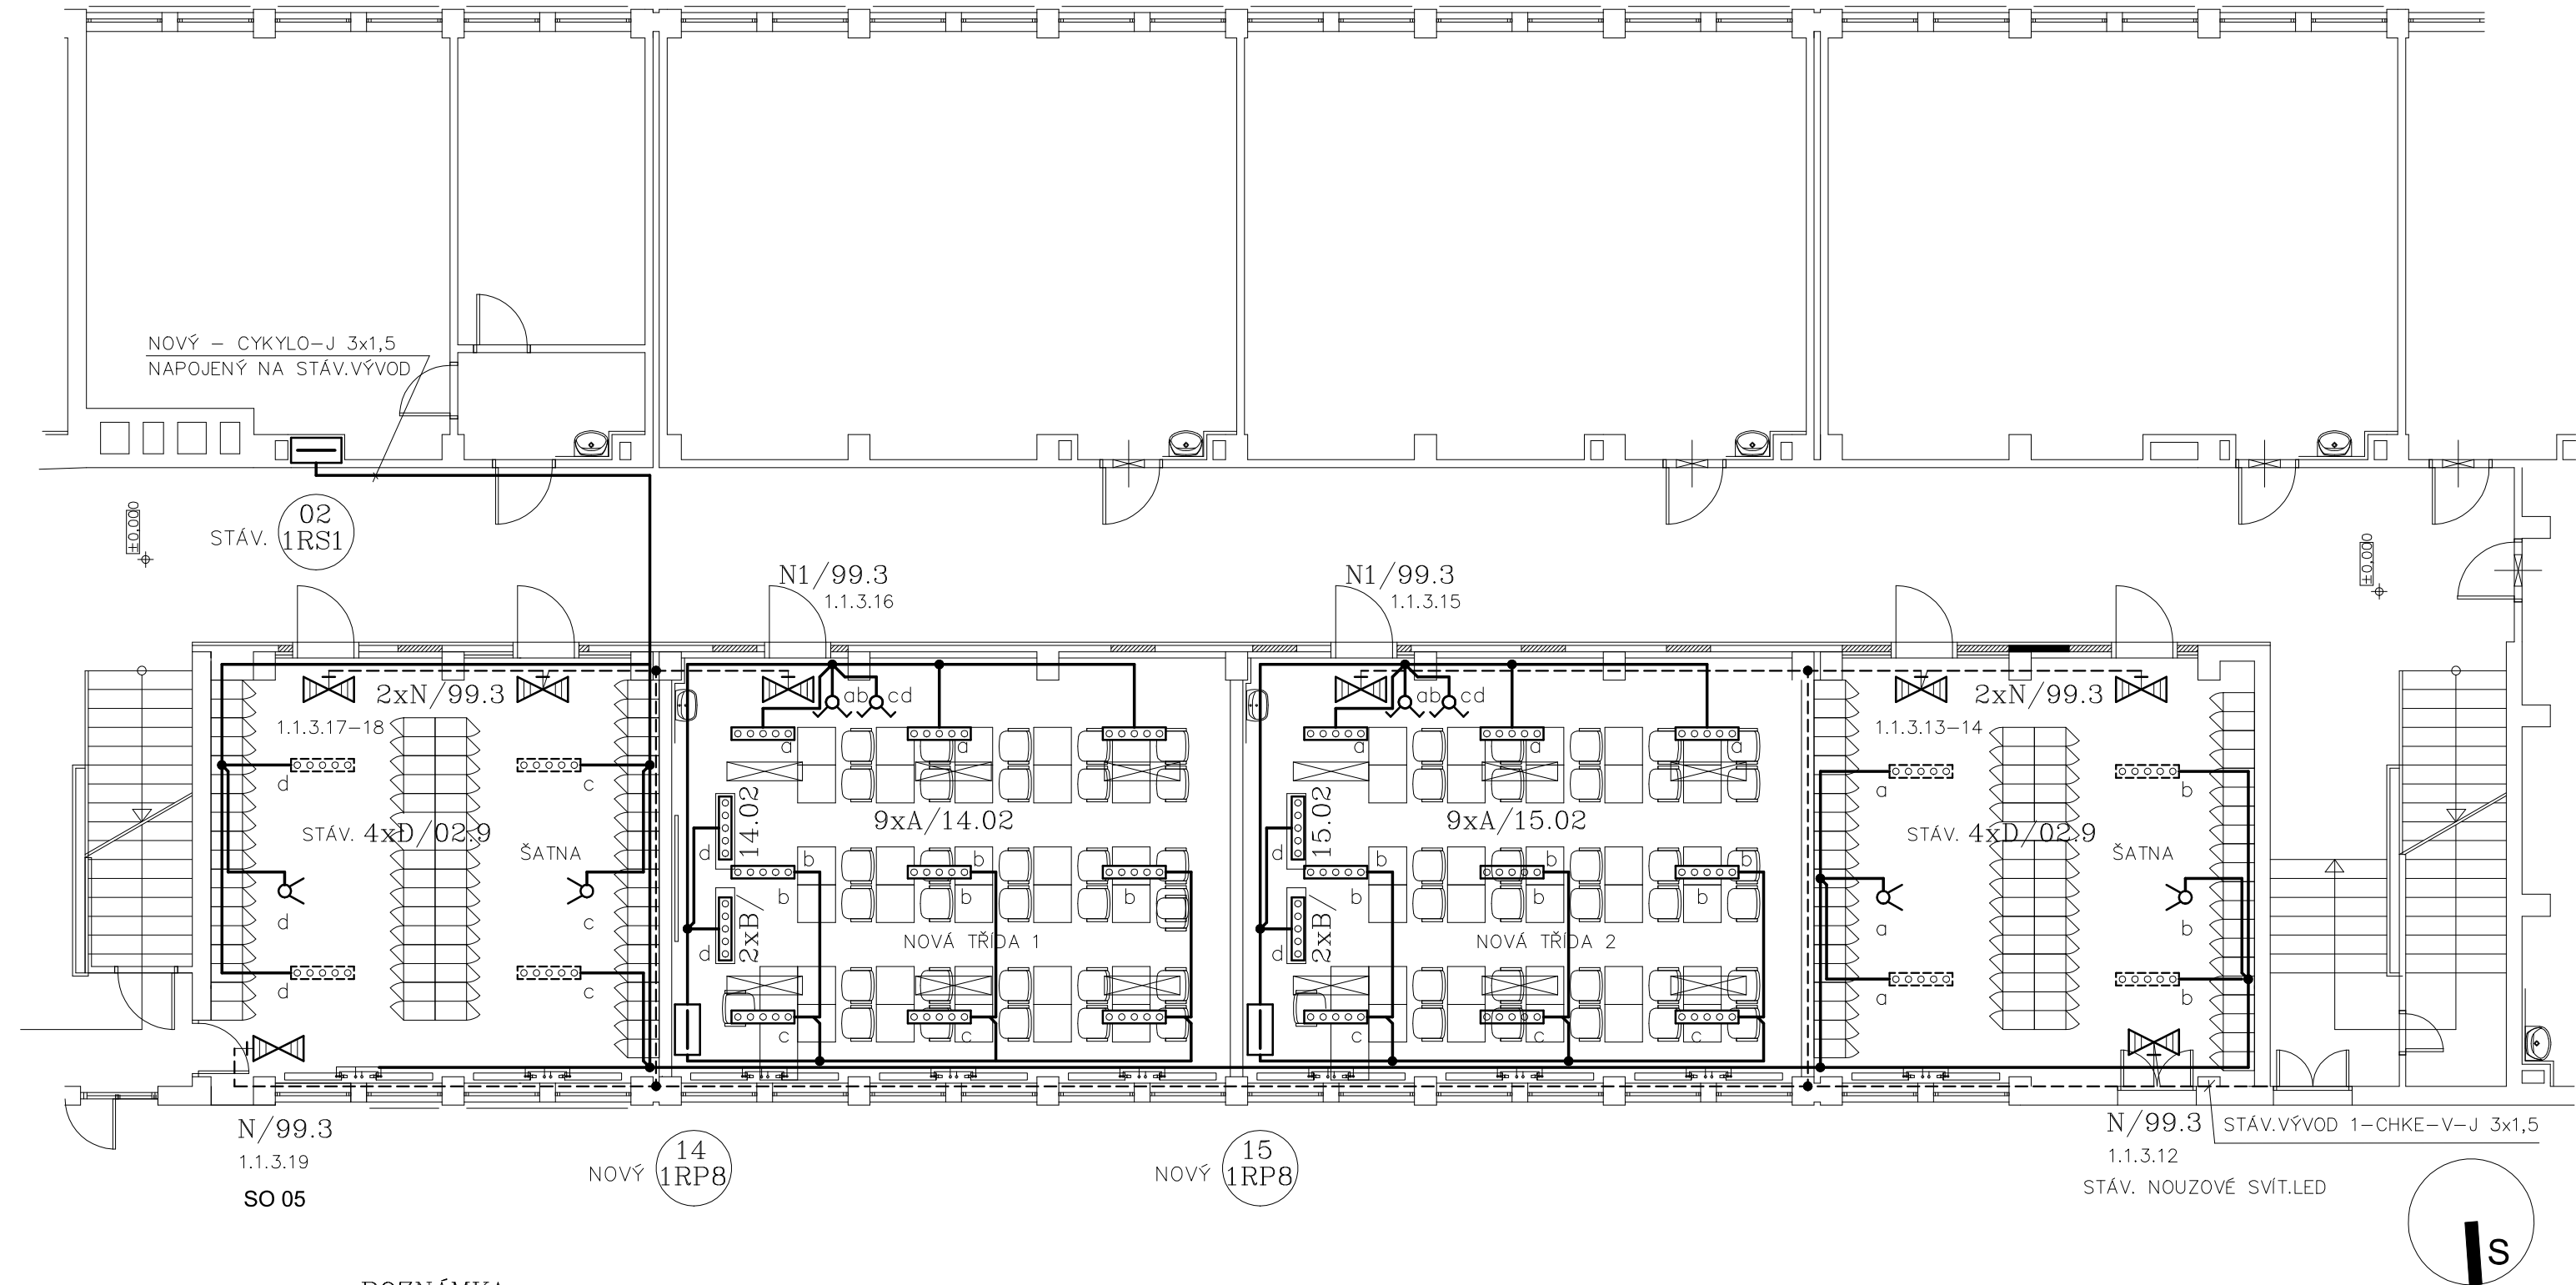 NOVÝ – CYKYLO–J 3x1,5
NAPOJENÝ NA STÁV.VÝVOD
±0,000
STÁV.
02
1RS1
±0,000
N1/99.3
1.1.3.16
N1/99.3
1.1.3.15
2xN/99.3
1.1.3.17–18
ab
cd
ab
cd
2xN/99.3
1.1.3.13–14
a
a
a
a
a
d
c
a
b
14.02
9xA/14.02
15.02
9xA/15.02
STÁV. 4xD/02.9
ŠATNA
STÁV. 4xD/02.9
ŠATNA
d
b
b
d
b
b
b
b
b
b
b
b
b
d
c
a
b
2xB/
NOVÁ TŘÍDA 1
2xB/
NOVÁ TŘÍDA 2
d
d
d
c
a
b
c
c
c
c
c
N/99.3
1.1.3.19
SO 05
NOVÝ
14
1RP8
NOVÝ
15
1RP8
N/99.3
1.1.3.12
STÁV. NOUZOVÉ SVÍT.LED
STÁV.VÝVOD 1–CHKE–V–J 3x1,5
S